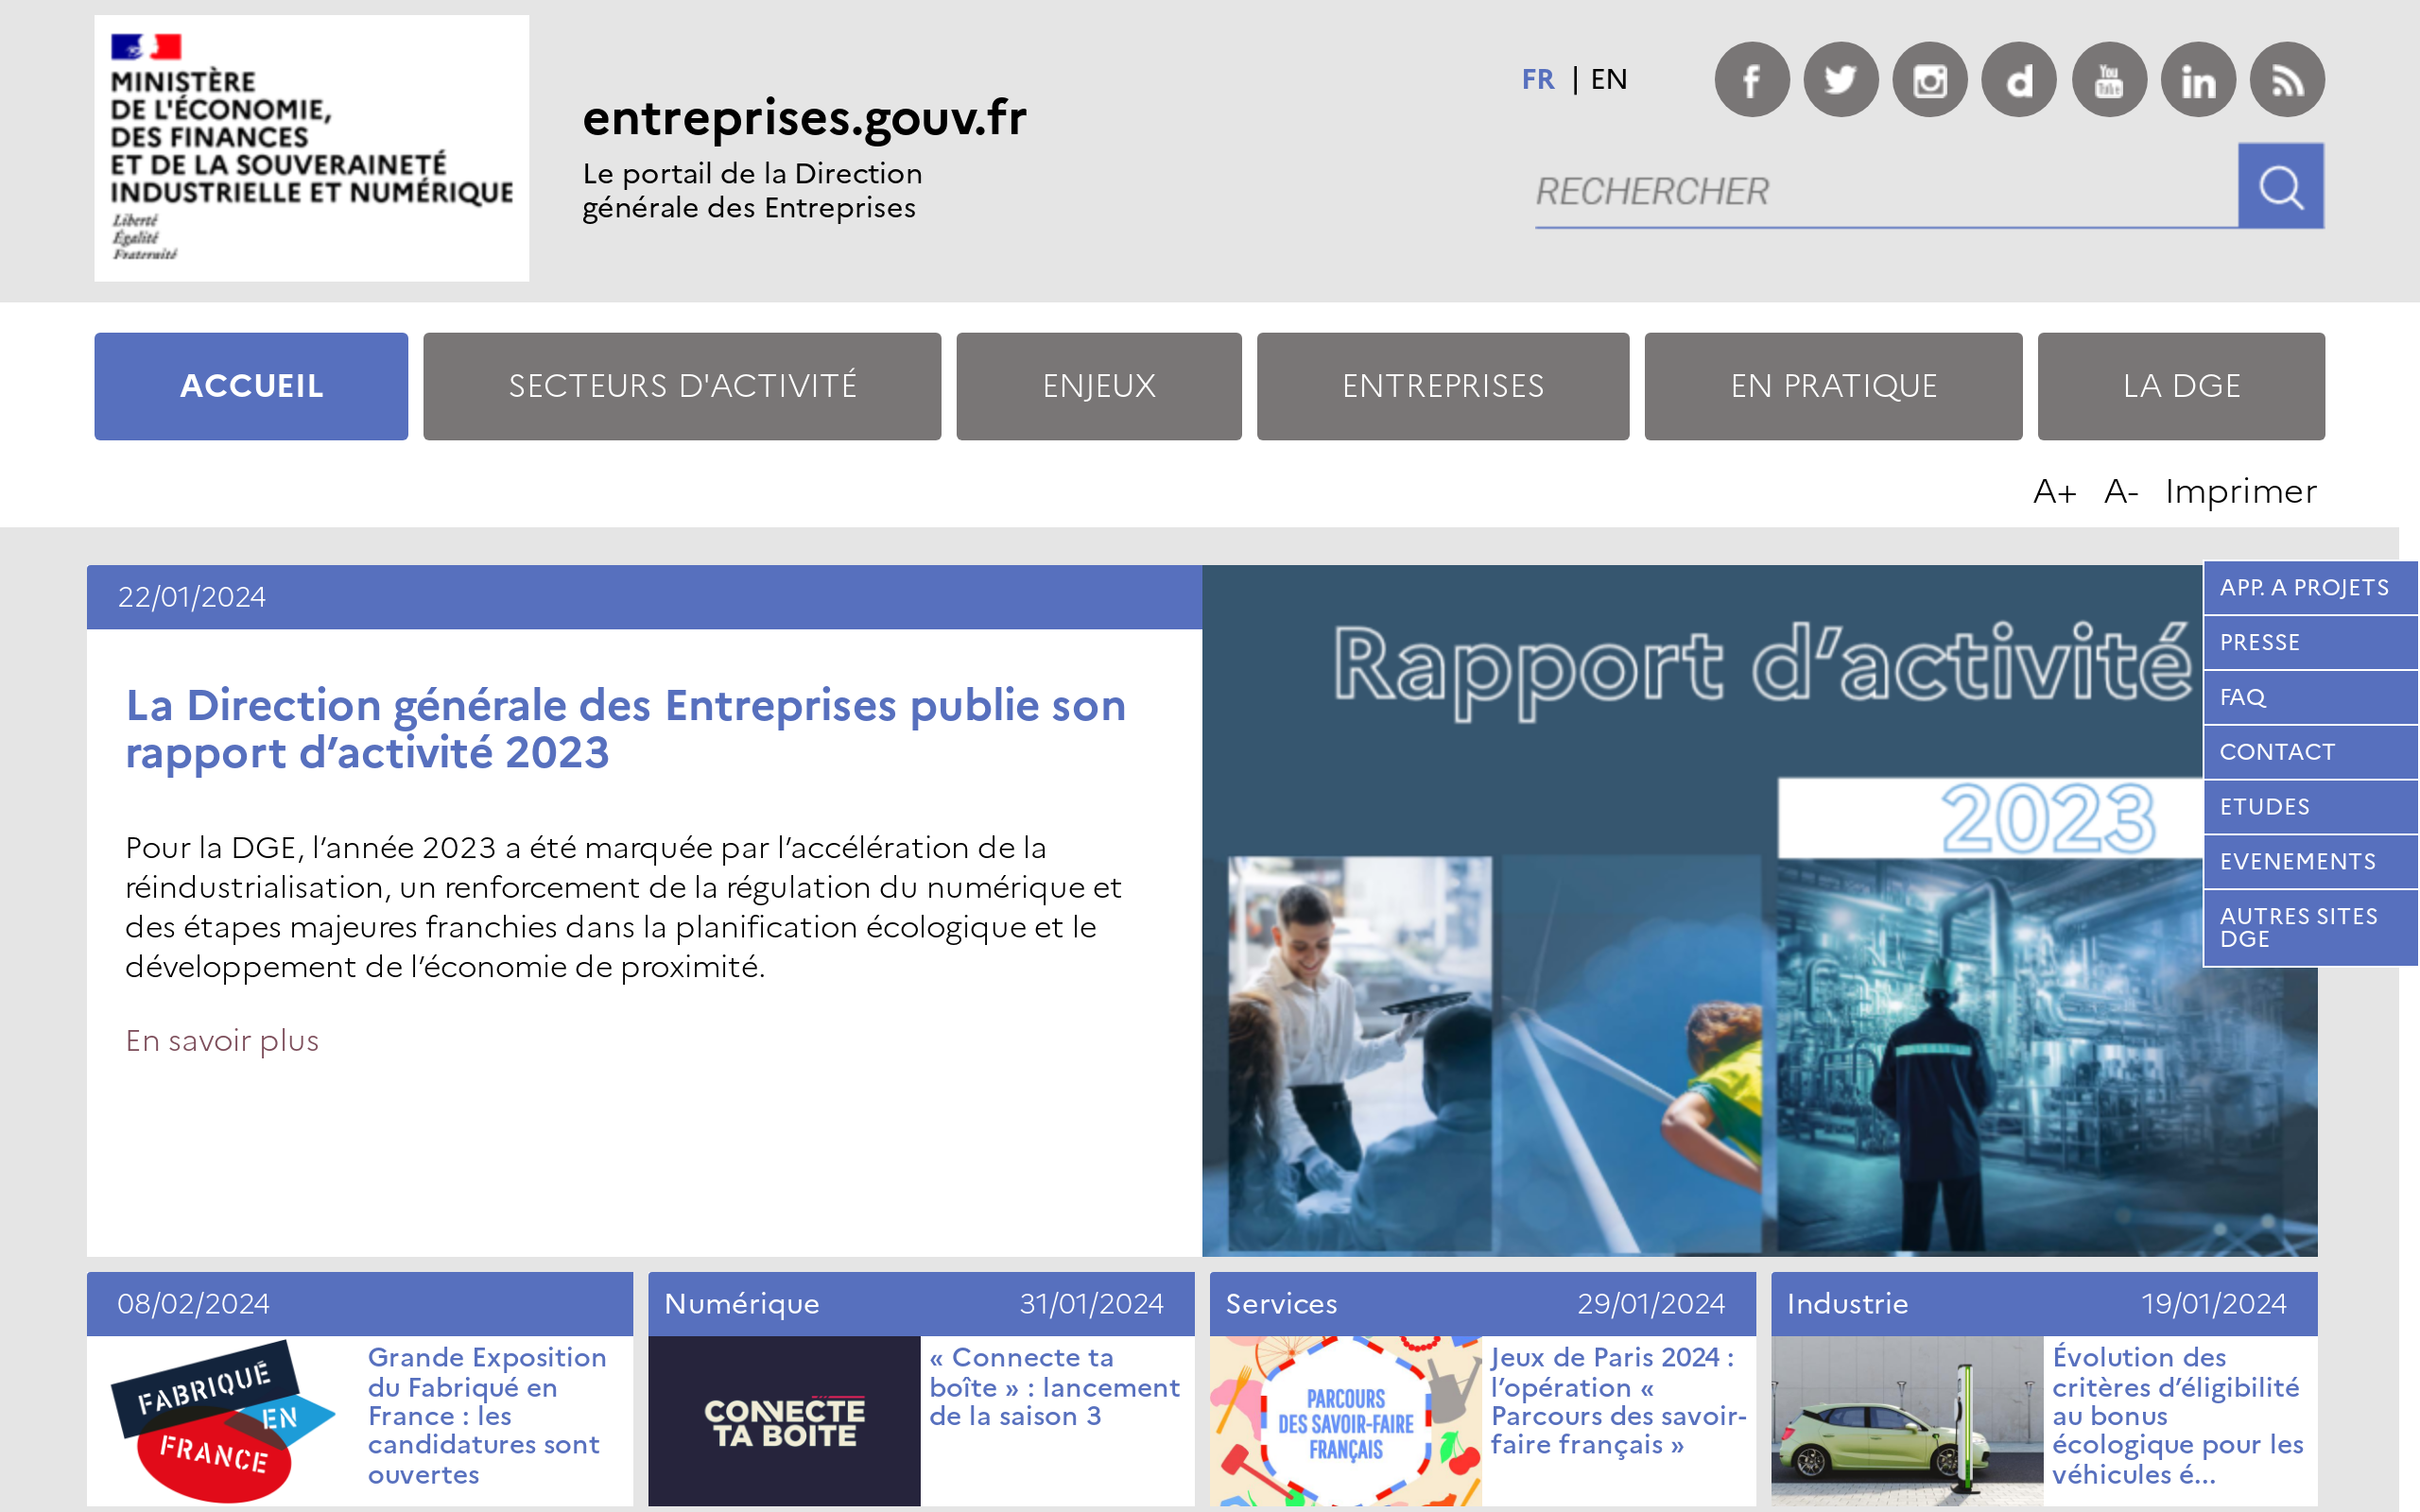 MINISTÈRE
DE L'ÉCONOMIE,
DES FINANCES
ET DE LA SOUVERAINETÉ
INDUSTRIELLE ET NUMÉRIQUE
Liberté
Égalité
Fraternité
entreprises.gouv.fr
Le portail de la Direction
générale des Entreprises
FR | EN
You
Tube
RECHERCHER
ACCUEIL
SECTEURS D'ACTIVITÉ
ENJEUX
ENTREPRISES
EN PRATIQUE
LA DGE
A+ A- Imprimer
22/01/2024
La Direction générale des Entreprises publie son
rapport d’activité 2023
Pour la DGE, l’année 2023 a été marquée par l’accélération de la
réindustrialisation, un renforcement de la régulation du numérique et
des étapes majeures franchies dans la planification écologique et le
développement de l’économie de proximité.
En savoir plus
Rapport d’activité
2023
APP. A PROJETS
PRESSE
FAQ
CONTACT
ETUDES
EVENEMENTS
AUTRES SITES
DGE
08/02/2024
FABRIQUÉ
EN
FRANCE
Grande Exposition
du Fabriqué en
France : les
candidatures sont
ouvertes
Numérique 31/01/2024
CONNECTE
TA BOITE
« Connecte ta
boîte » : lancement
de la saison 3
Services 29/01/2024
PARCOURS
DES SAVOIR-FAIRE
FRANÇAIS
Jeux de Paris 2024 :
l’opération «
Parcours des savoir-
faire français »
Industrie 19/01/2024
Évolution des
critères d’éligibilité
au bonus
écologique pour les
véhicules é...